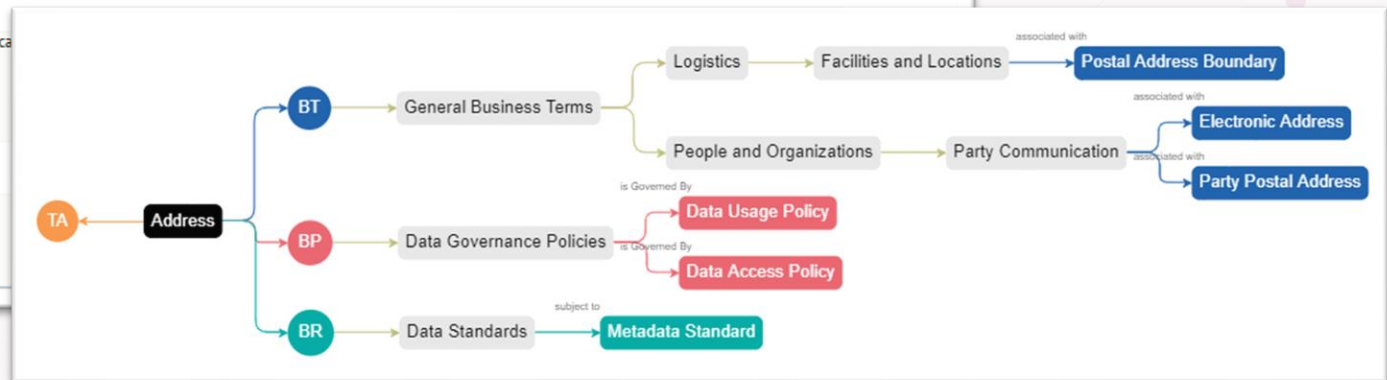 associated with
Logistics
Facilities and Locations
Postal Address Boundary
associated with
BT
General Business Terms
Electronic Address
People and Organizations
Party Communication
associated with
Party Postal Address
is Governed By
TA
Address
Data Usage Policy
BP
Data Governance Policies
is Governed By
Data Access Policy
subject to
BR
Data Standards
Metadata Standard